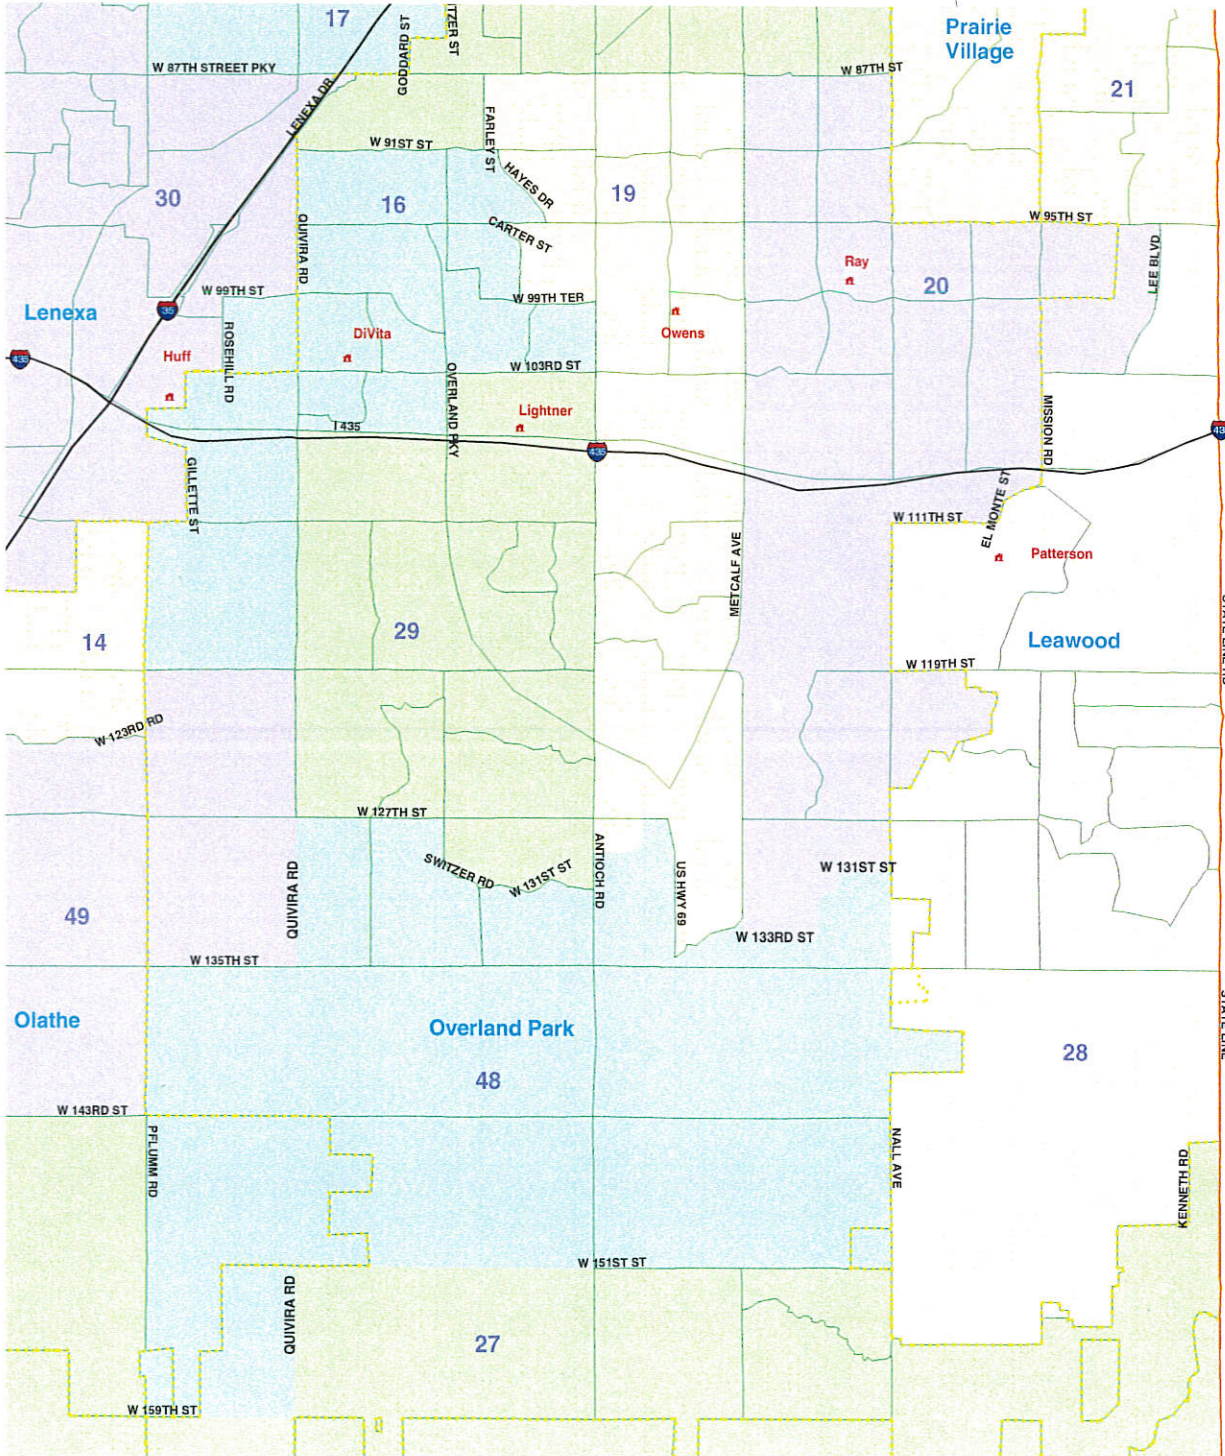 17
GODDARD ST
TZER ST
Prairie
Village
W 87TH STREET PKY
W 87TH ST
21
LENEXA DR
FARLEY ST
W 91ST ST
HAYES DR
30
16
19
CARTER ST
W 95TH ST
QUIVIRA RD
LEE BLVD
Ray
20
W 99TH ST
W 99TH TER
Lenexa
35
ROSEHILL RD
DiVita
Owens
435
Huff
W 103RD ST
OVERLAND PKY
Lightner
MISSION RD
I 435
43
435
GILLETTE ST
EL MONTE ST
W 111TH ST
METCALF AVE
Patterson
14
29
Leawood
W 119TH ST
W 123RD RD
W 127TH ST
SWITZER RD
W 131ST ST
ANTIOCH RD
US HWY 69
W 131ST ST
QUIVIRA RD
49
W 133RD ST
W 135TH ST
Olathe
Overland Park
28
48
W 143RD ST
PFLUMM RD
NALL AVE
KENNETH RD
W 151ST ST
QUIVIRA RD
27
W 159TH ST